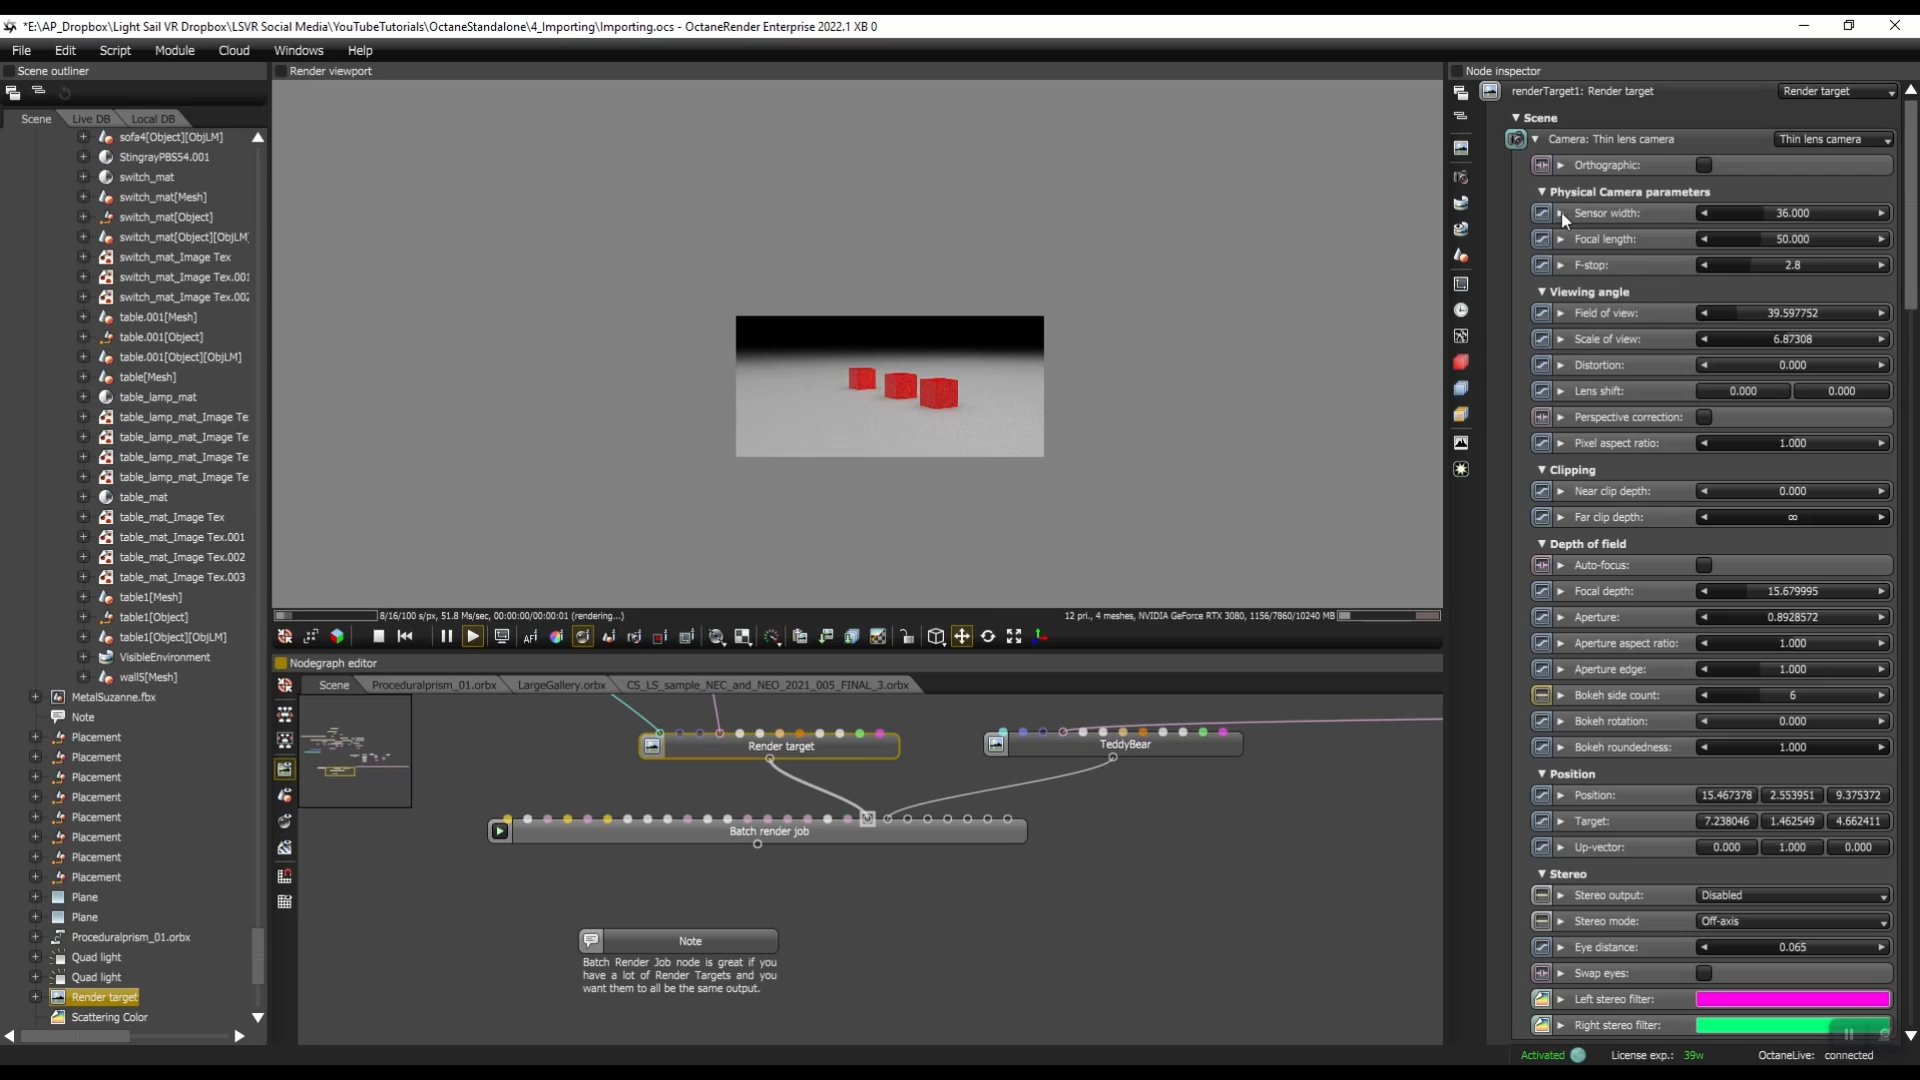 *E:\AP_Dropbox\Light Sail VR Dropbox\LSVR Social Media\YouTubeTutorials\OctaneStandalone\4_Importing\Importing.ocs - OctaneRender Enterprise 2022.1 XB 0
File Edit Script Module Cloud Windows Help
Scene outliner
Scene Live DB Local DB
sofa4[Object][ObjLM]
StingrayPBS54.001
switch_mat
switch_mat[Mesh]
switch_mat[Object]
switch_mat[Object][ObjLM
switch_mat_Image Tex
switch_mat_Image Tex.001
switch_mat_Image Tex.002
table.001[Mesh]
table.001[Object]
table.001[Object][ObjLM]
table[Mesh]
table_lamp_mat
table_lamp_mat_Image Te
table_lamp_mat_Image Te
table_lamp_mat_Image Te
table_lamp_mat_Image Te
table_mat
table_mat_Image Tex
table_mat_Image Tex.001
table_mat_Image Tex.002
table_mat_Image Tex.003
table1[Mesh]
table1[Object]
table1[Object][ObjLM]
VisibleEnvironment
wall5[Mesh]
MetalSuzanne.fbx
Note
Placement
Placement
Placement
Placement
Placement
Placement
Placement
Placement
Plane
Plane
Proceduralprism_01.orbx
Quad light
Quad light
Render target
Scattering Color
Render viewport
8/16/100 s/px, 51.8 Ms/sec, 00:00:00/00:00:01 (rendering...)
12 pri., 4 meshes, NVIDIA GeForce RTX 3080, 1156/7860/10240 MB
Nodegraph editor
Scene Proceduralprism_01.orbx LargeGallery.orbx CS_LS_sample_NEC_and_NEO_2021_005_FINAL_3.orbx
Render target
TeddyBear
Batch render job
Note
Batch Render Job node is great if you
have a lot of Render Targets and you
want them to all be the same output.
Node inspector
renderTarget1: Render target Render target
Scene
Camera: Thin lens camera Thin lens camera
Orthographic:
Physical Camera parameters
Sensor width: 36.000
Focal length: 50.000
F-stop: 2.8
Viewing angle
Field of view: 39.597752
Scale of view: 6.87308
Distortion: 0.000
Lens shift: 0.000 0.000
Perspective correction:
Pixel aspect ratio: 1.000
Clipping
Near clip depth: 0.000
Far clip depth: ∞
Depth of field
Auto-focus:
Focal depth: 15.679995
Aperture: 0.8928572
Aperture aspect ratio: 1.000
Aperture edge: 1.000
Bokeh side count: 6
Bokeh rotation: 0.000
Bokeh roundedness: 1.000
Position
Position: 15.467378 2.553951 9.375372
Target: 7.238046 1.462549 4.662411
Up-vector: 0.000 1.000 0.000
Stereo
Stereo output: Disabled
Stereo mode: Off-axis
Eye distance: 0.065
Swap eyes:
Left stereo filter:
Right stereo filter:
Activated License exp.: 39w OctaneLive: connected